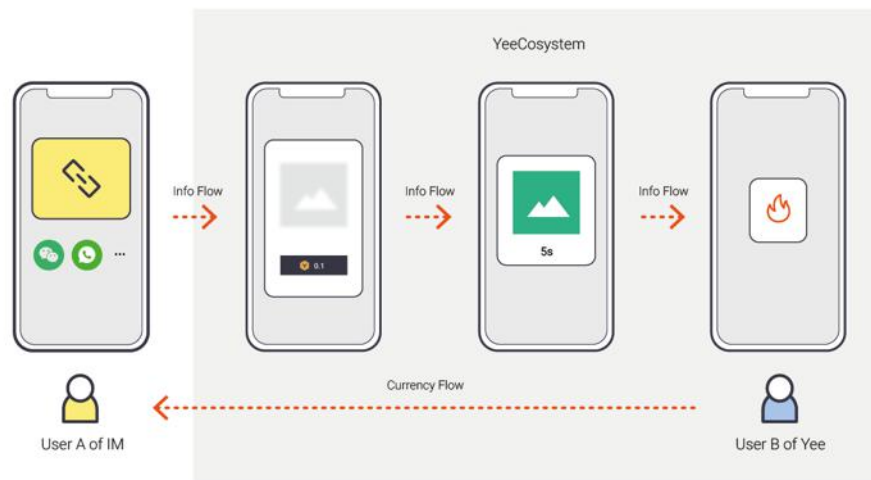 YeeCosystem
Info Flow
Info Flow
Info Flow
0.1
5s
Currency Flow
User A of IM
User B of Yee